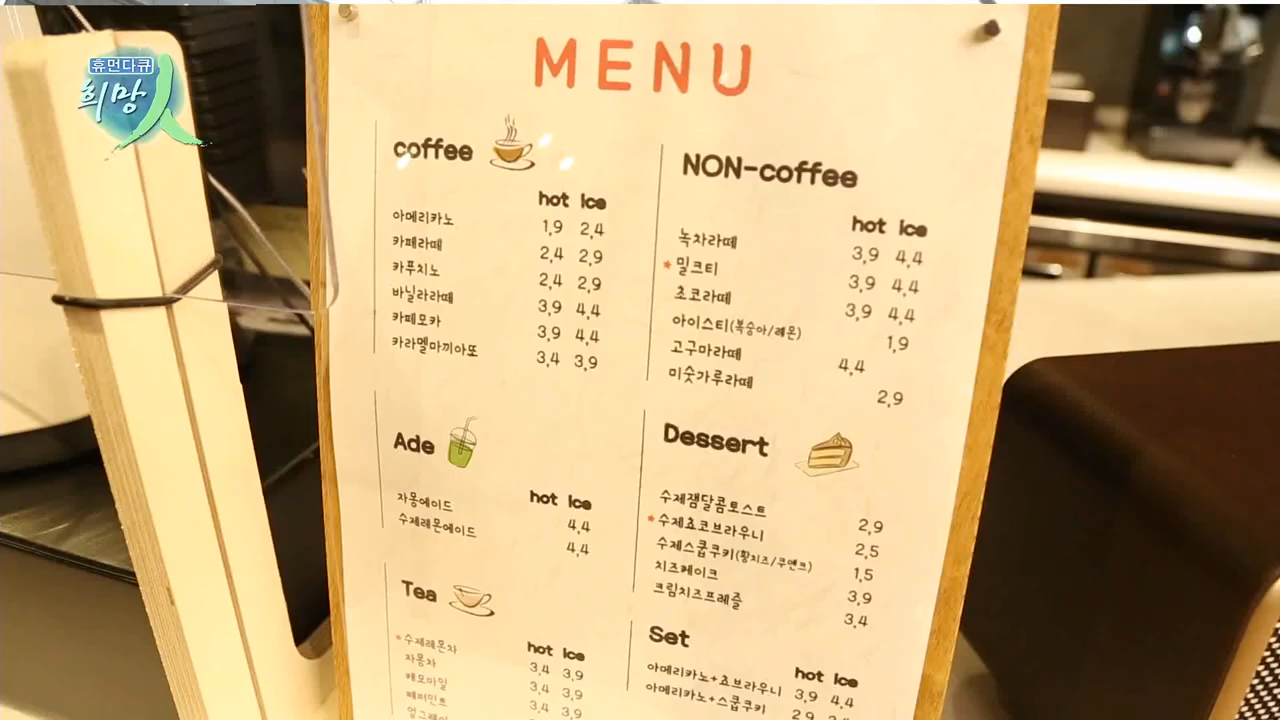 휴먼다큐
희망人
MENU
coffee
hot Ice
아메리카노 1,9 2,4
카페라떼 2,4 2,9
카푸치노 2,4 2,9
바닐라라떼 3,9 4,4
카페모카 3,9 4,4
카라멜마끼아또 3,4 3,9
Ade
hot Ice
자몽에이드 4,4
수제레몬에이드 4,4
Tea
hot Ice
*수제레몬차 3,4 3,9
자몽차 3,4 3,9
캐모마일 3,4 3,9
페퍼민트
얼그레이
NON-coffee
hot Ice
녹차라떼 3,9 4,4
★밀크티 3,9 4,4
초코라떼 3,9 4,4
아이스티(복숭아/레몬) 1,9
고구마라떼 4,4
미숫가루라떼 2,9
Dessert
수제잼달콤토스트 2,9
★수제쵸코브라우니 2,5
수제스쿱쿠키(황치즈/쿠앤크) 1,5
치즈케이크 3,9
크림치즈프레즐 3,4
Set
hot Ice
아메리카노+쵸코브라우니 3,9 4,4
아메리카노+스쿱쿠키 2,9